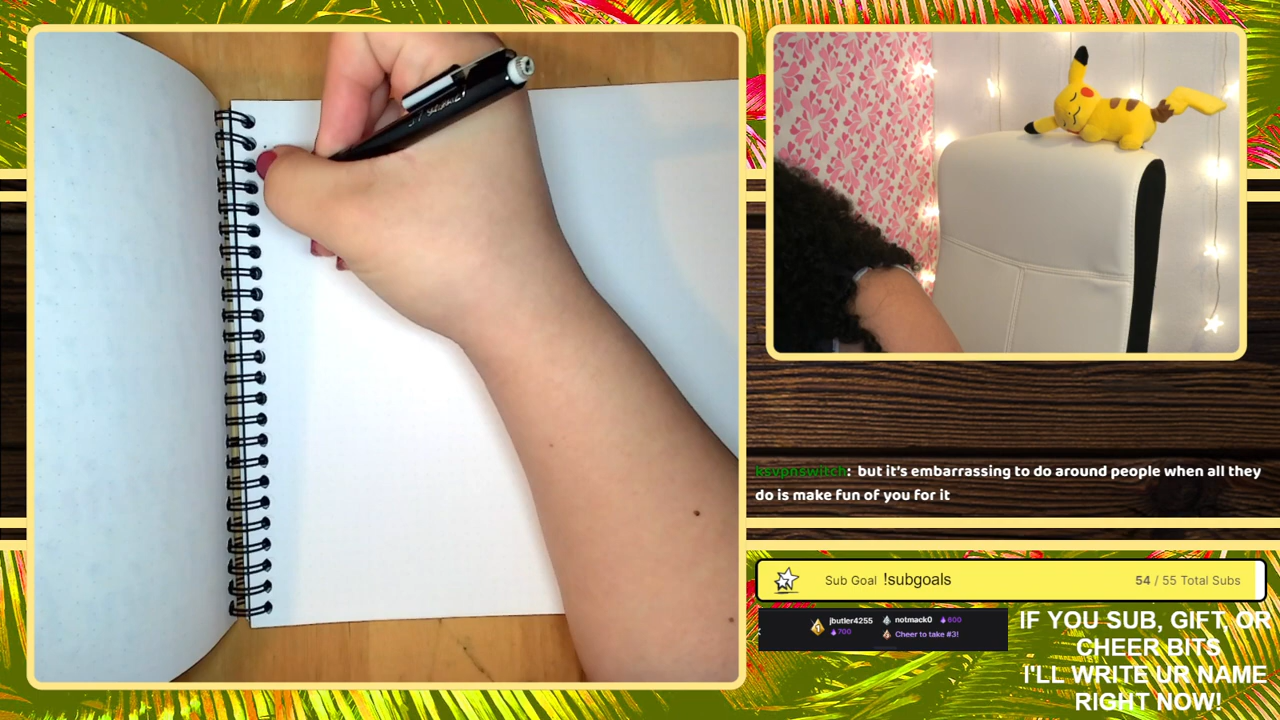 ksvpnswitch: but it's embarrassing to do around people when all they
do is make fun of you for it
Sub Goal !subgoals 54 / 55 Total Subs
1 jbutler4255 700
notmack0 600
Cheer to take #3!
IF YOU SUB, GIFT, OR
CHEER BITS
I'LL WRITE UR NAME
RIGHT NOW!